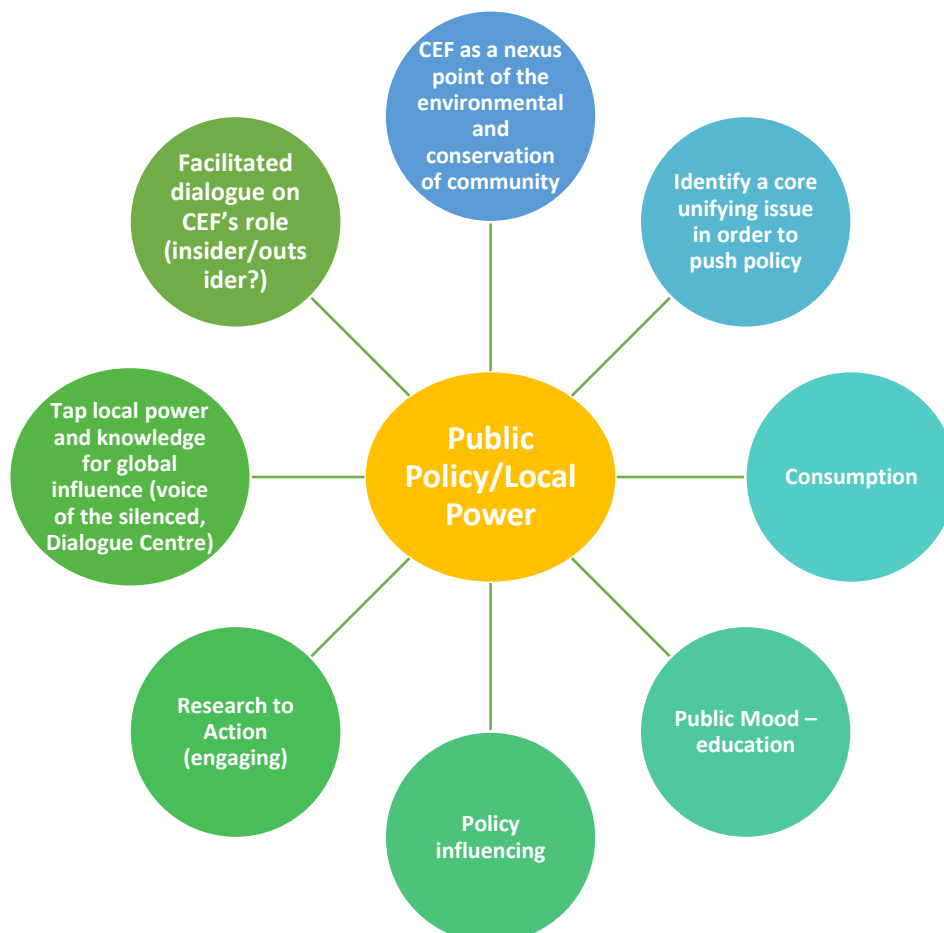 CEF as a nexus
point of the
environmental
and
conservation
of community
Identify a core
unifying issue
in order to
push policy
Consumption
Public Mood –
education
Policy
influencing
Research to
Action
(engaging)
Tap local power
and knowledge
for global
influence (voice
of the silenced,
Dialogue Centre)
Facilitated
dialogue on
CEF’s role
(insider/outs
ider?)
Public
Policy/Local
Power